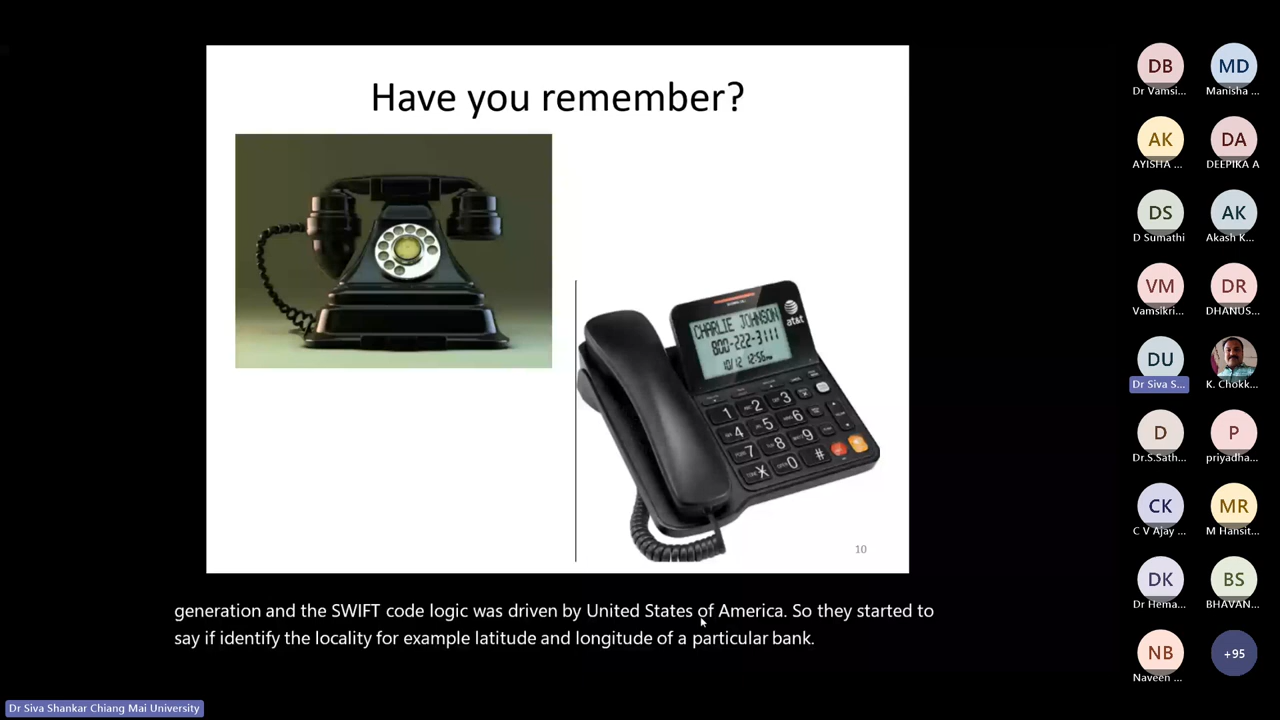 Have you remember?
at&t
CHARLIE JOHNSON
800-222-3111
10/12 12:56PM
1 2 3
4 5 6
7 8 9
* 0 #
10
generation and the SWIFT code logic was driven by United States of America. So they started to
say if identify the locality for example latitude and longitude of a particular bank.
Dr Siva Shankar Chiang Mai University
DB MD
Dr Vamsi... Manisha ...
AK DA
AYISHA ... DEEPIKA A
DS AK
D Sumathi Akash K...
VM DR
Vamsikri... DHANUS...
DU
Dr Siva S... K. Chokk...
D P
Dr.S.Sath... priyadha...
CK MR
C V Ajay ... M Hansit...
DK BS
Dr Hema... BHAVAN...
NB +95
Naveen ...